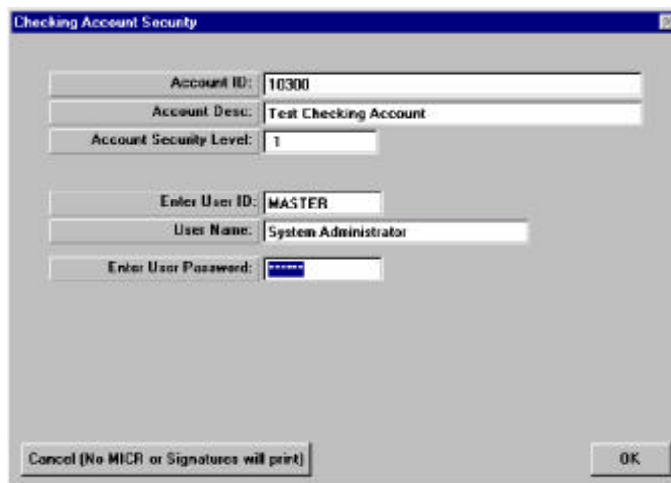 Checking Account Security
Account ID: 10300
Account Desc: Test Checking Account
Account Security Level: 1
Enter User ID: MASTER
User Name: System Administrator
Enter User Password: ******
Cancel (No MICR or Signatures will print) OK